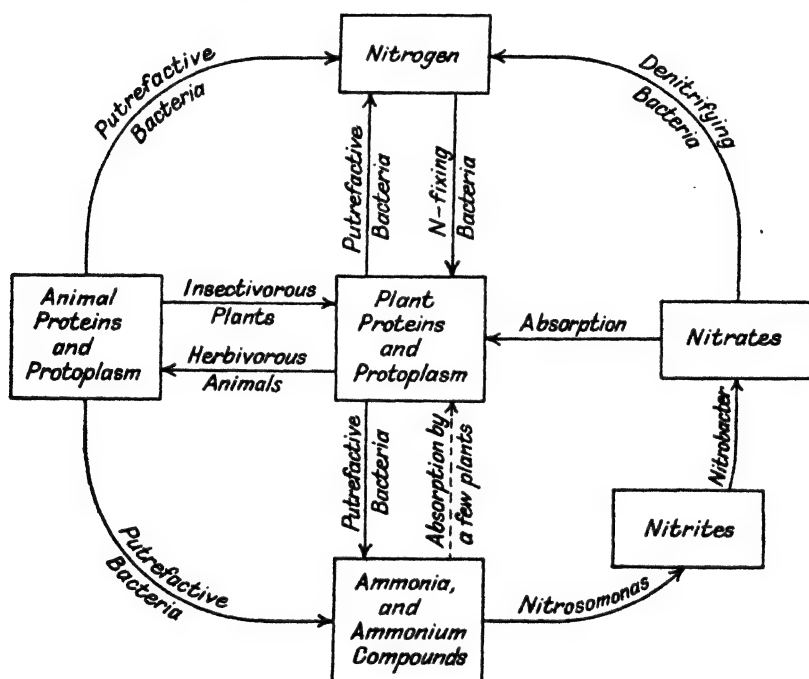 Nitrogen
Putrefactive
Bacteria
Denitrifying
Bacteria
Putrefactive
Bacteria
N-fixing
Bacteria
Animal
Proteins
and
Protoplasm
Insectivorous
Plants
Herbivorous
Animals
Plant
Proteins
and
Protoplasm
Absorption
Nitrates
Putrefactive
Bacteria
Absorption by
a few plants
Nitrobacter
Nitrites
Putrefactive
Bacteria
Ammonia,
and
Ammonium
Compounds
Nitrosomonas